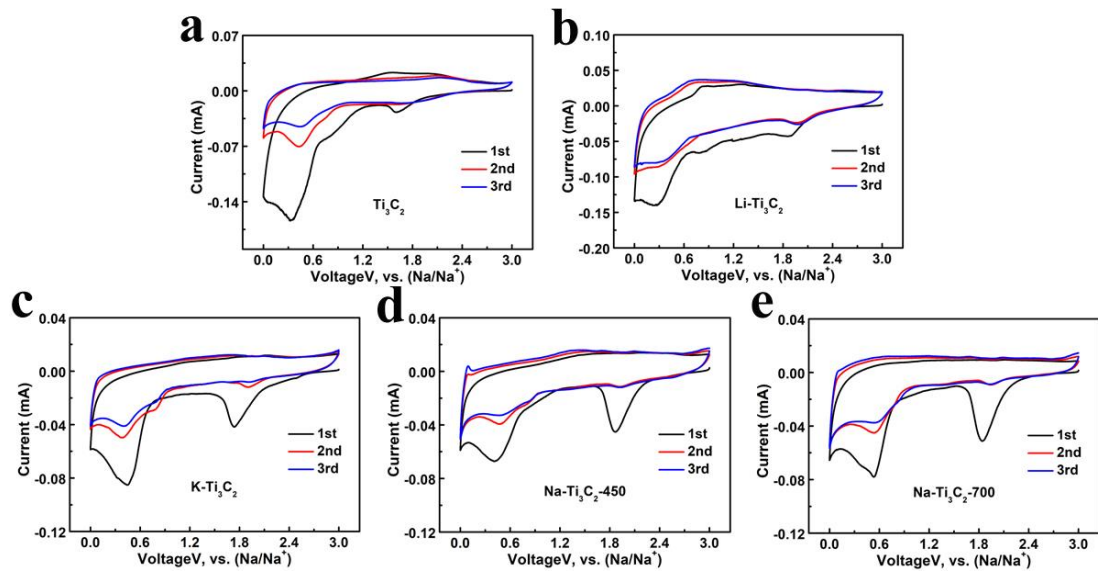 a
0.07
0.00
-0.07
-0.14
Current (mA)
1st
2nd
3rd
Ti₃C₂
0.0 0.6 1.2 1.8 2.4 3.0
VoltageV, vs. (Na/Na⁺)
b
0.10
0.05
0.00
-0.05
-0.10
-0.15
-0.20
Current (mA)
1st
2nd
3rd
Li-Ti₃C₂
0.0 0.6 1.2 1.8 2.4 3.0
VoltageV, vs. (Na/Na⁺)
c
0.04
0.00
-0.04
-0.08
-0.12
Current (mA)
1st
2nd
3rd
K-Ti₃C₂
0.0 0.6 1.2 1.8 2.4 3.0
VoltageV, vs. (Na/Na⁺)
d
0.04
0.00
-0.04
-0.08
-0.12
Current (mA)
1st
2nd
3rd
Na-Ti₃C₂-450
0.0 0.6 1.2 1.8 2.4 3.0
VoltageV, vs. (Na/Na⁺)
e
0.04
0.00
-0.04
-0.08
-0.12
Current (mA)
1st
2nd
3rd
Na-Ti₃C₂-700
0.0 0.6 1.2 1.8 2.4 3.0
VoltageV, vs. (Na/Na⁺)